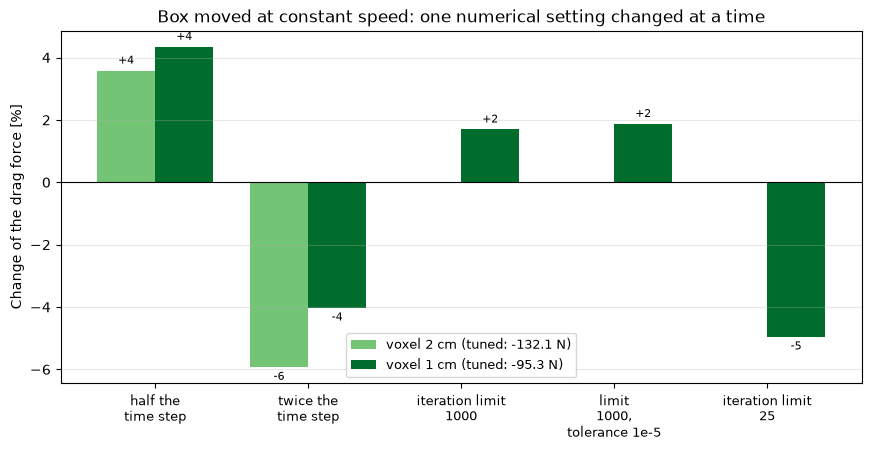 Box moved at constant speed: one numerical setting changed at a time
Change of the drag force [%]
4
2
0
−2
−4
−6
+4
+4
-6
-4
+2
+2
-5
voxel 2 cm (tuned: -132.1 N)
voxel 1 cm (tuned: -95.3 N)
half the
time step
twice the
time step
iteration limit
1000
limit
1000,
tolerance 1e-5
iteration limit
25